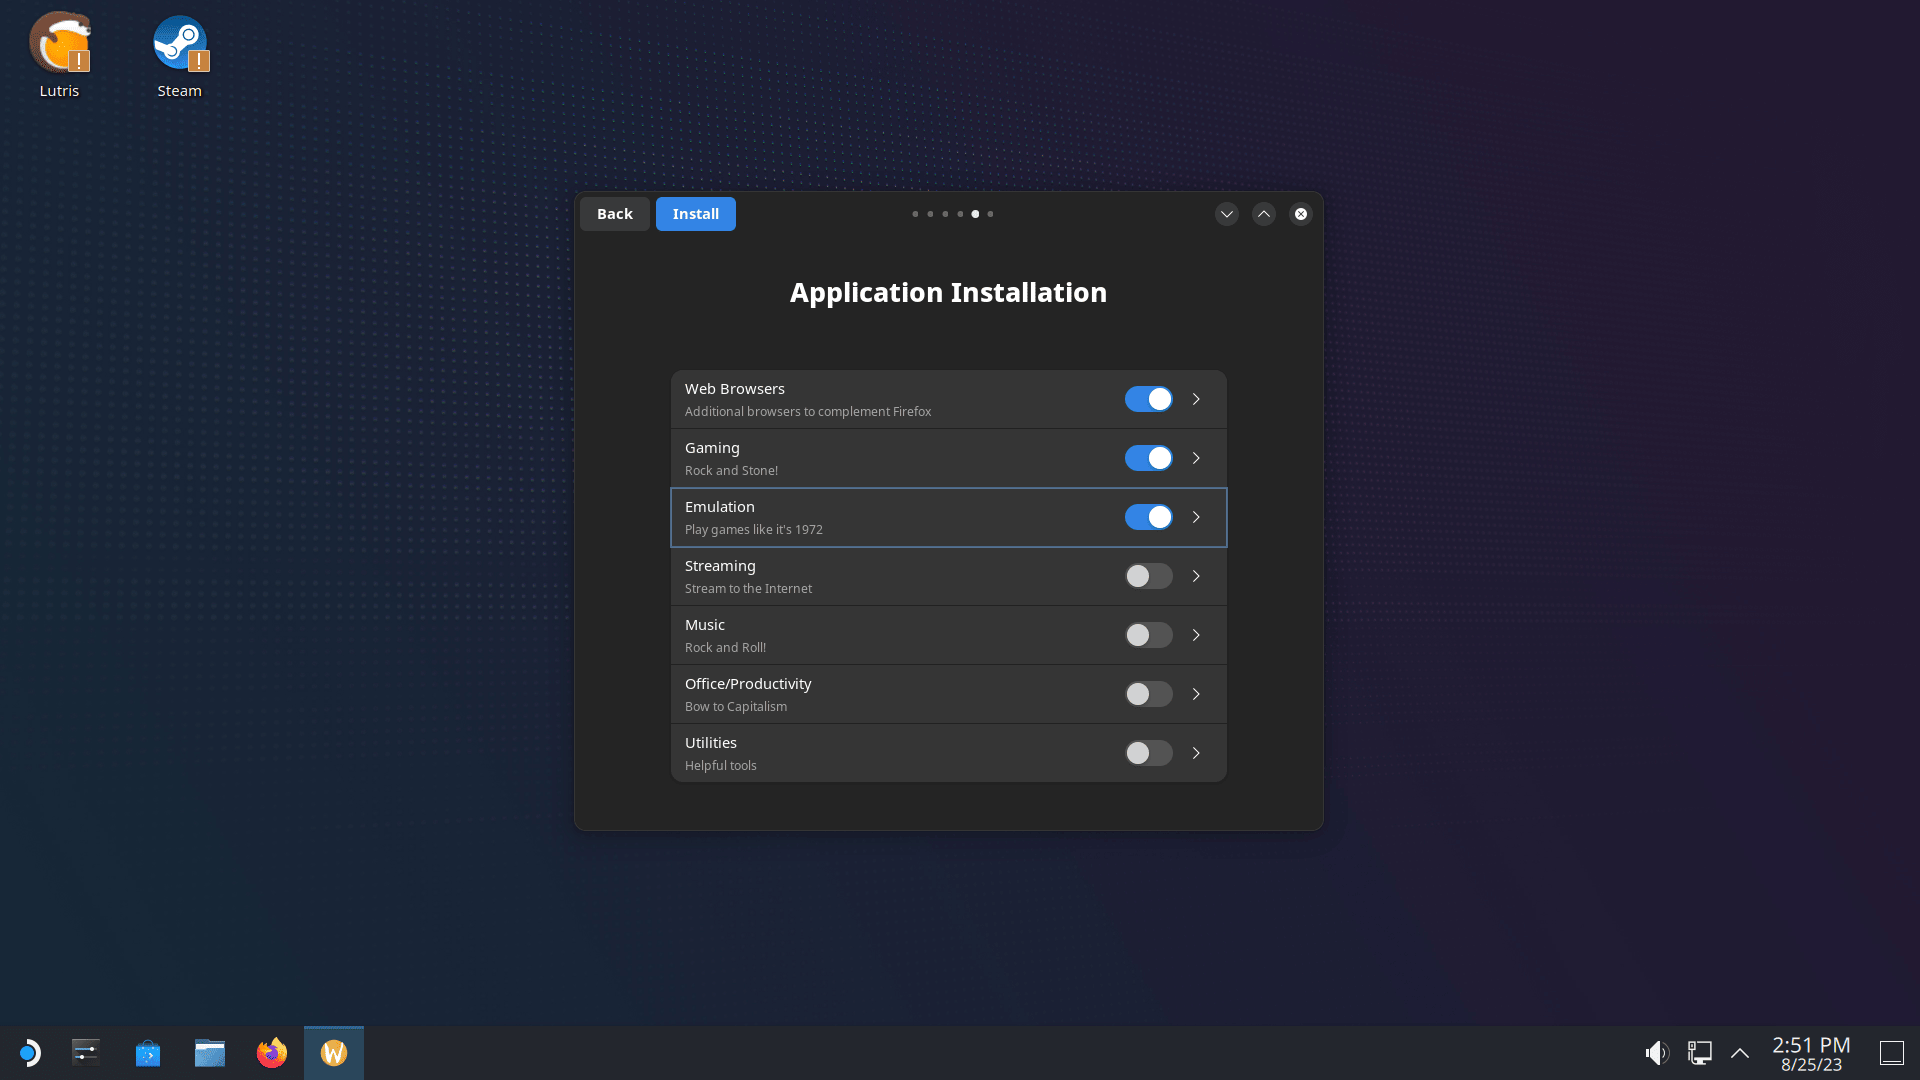 Lutris
Steam
Back
Install
Application Installation
Web Browsers
Additional browsers to complement Firefox
Gaming
Rock and Stone!
Emulation
Play games like it's 1972
Streaming
Stream to the Internet
Music
Rock and Roll!
Office/Productivity
Bow to Capitalism
Utilities
Helpful tools
2:51 PM
8/25/23